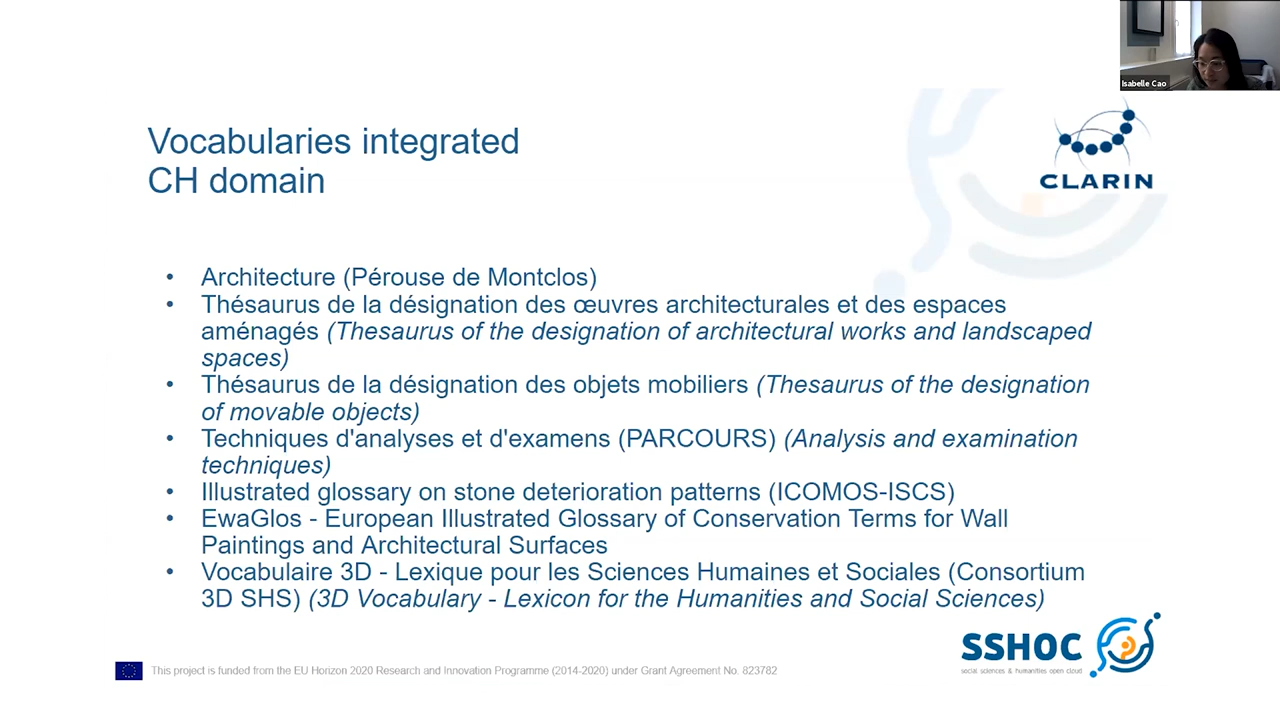 Isabelle Cao
Vocabularies integrated
CH domain
CLARIN
• Architecture (Pérouse de Montclos)
• Thésaurus de la désignation des œuvres architecturales et des espaces
aménagés (Thesaurus of the designation of architectural works and landscaped
spaces)
• Thésaurus de la désignation des objets mobiliers (Thesaurus of the designation
of movable objects)
• Techniques d'analyses et d'examens (PARCOURS) (Analysis and examination
techniques)
• Illustrated glossary on stone deterioration patterns (ICOMOS-ISCS)
• EwaGlos - European Illustrated Glossary of Conservation Terms for Wall
Paintings and Architectural Surfaces
• Vocabulaire 3D - Lexique pour les Sciences Humaines et Sociales (Consortium
3D SHS) (3D Vocabulary - Lexicon for the Humanities and Social Sciences)
SSHOC
social sciences & humanities open cloud
This project is funded from the EU Horizon 2020 Research and Innovation Programme (2014-2020) under Grant Agreement No. 823782